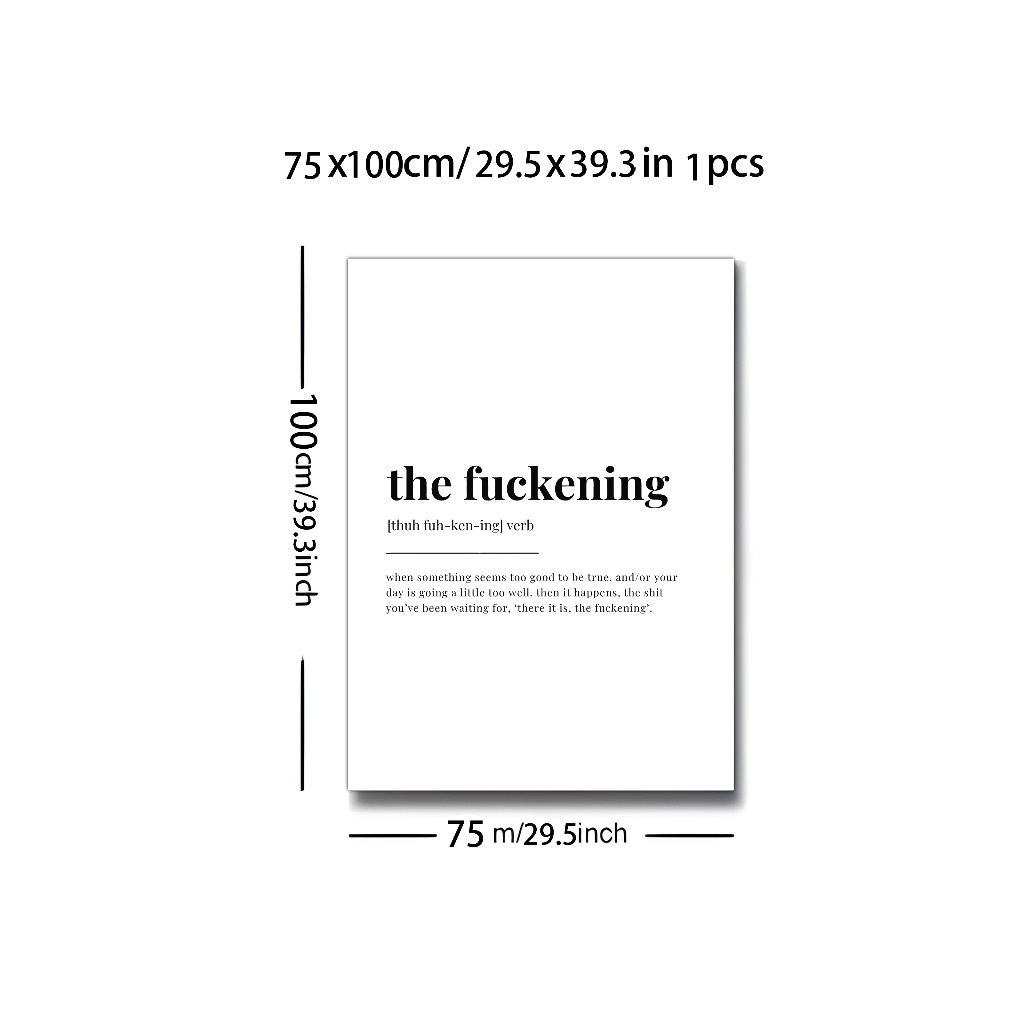 75x100cm/29.5x39.3in 1pcs
100cm/39.3inch
the fuckening
[thuh fuh-ken-ing] verb
when something seems too good to be true, and/or your
day is going a little too well. then it happens, the shit
you've been waiting for, 'there it is, the fuckening'.
75 m/29.5inch